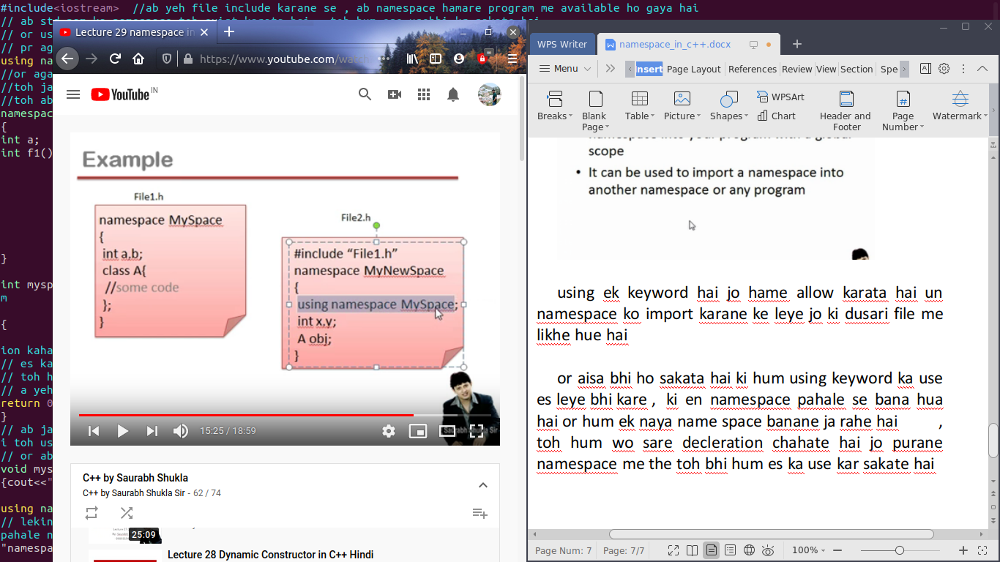 #include<iostream> //ab yeh file include karane se , ab namespace hamare program me available ho gaya hai
// ab st
// or us
// pr ag
using na
//or aga
//toh ja
//toh ab
namespac
{
int a;
int f1()
}
int mysp
m
{
ion kaha
// es ka
// toh h
// a yeh
return 0
}
// ab ja
i toh us
// or ab
void mys
{cout<<"
using na
// lekin
pahale n
"namespa
Lecture 29 namespace in
https://www.youtube.com/wat
YouTube IN
Example
File1.h
namespace MySpace
{
int a,b;
class A{
//some code
};
}
File2.h
#include “File1.h”
namespace MyNewSpace
{
using namespace MySpace;
int x,y;
A obj;
}
Saurabh Shukla Sir
15:25 / 18:59
C++ by Saurabh Shukla
C++ by Saurabh Shukla Sir - 62 / 74
25:09
Lecture 28 Dynamic Constructor in C++ Hindi
WPS Writer
namespace_in_c++.docx
Menu
Insert
Page Layout
References
Review
View
Section
Spe
Breaks
Blank
Page
Table
Picture
Shapes
WPSArt
Chart
Header and
Footer
Page
Number
Watermark
namespace into your program with a global
scope
• It can be used to import a namespace into
another namespace or any program
using ek keyword hai jo hame allow karata hai un
namespace ko import karane ke leye jo ki dusari file me
likhe hue hai
or aisa bhi ho sakata hai ki hum using keyword ka use
es leye bhi kare , ki en namespace pahale se bana hua
hai or hum ek naya name space banane ja rahe hai ,
toh hum wo sare decleration chahate hai jo purane
namespace me the toh bhi hum es ka use kar sakate hai
Page Num: 7
Page: 7/7
100%